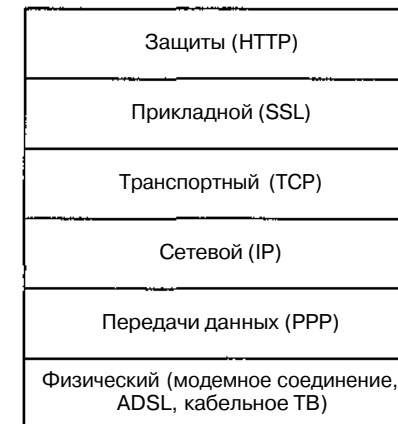 Защиты (HTTP)
Прикладной (SSL)
Транспортный (TCP)
Сетевой (IP)
Передачи данных (PPP)
Физический (модемное соединение,
ADSL, кабельное ТВ)